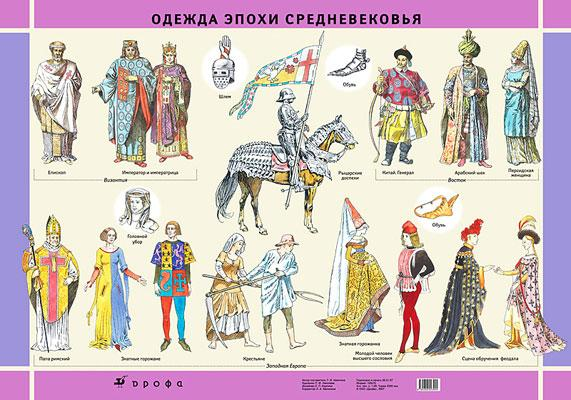 ОДЕЖДА ЭПОХИ СРЕДНЕВЕКОВЬЯ
Шлем
Обувь
Епископ
Император и императрица
Рыцарские
доспехи
Китай. Генерал
Арабский шейх
Персидская
женщина
Византия
Восток
Головной
убор
Обувь
Знатная горожанка
Папа римский
Знатные горожане
Крестьяне
Молодой человек
высшего сословия
Сцена обручения феодала
Западная Европа
дрофа